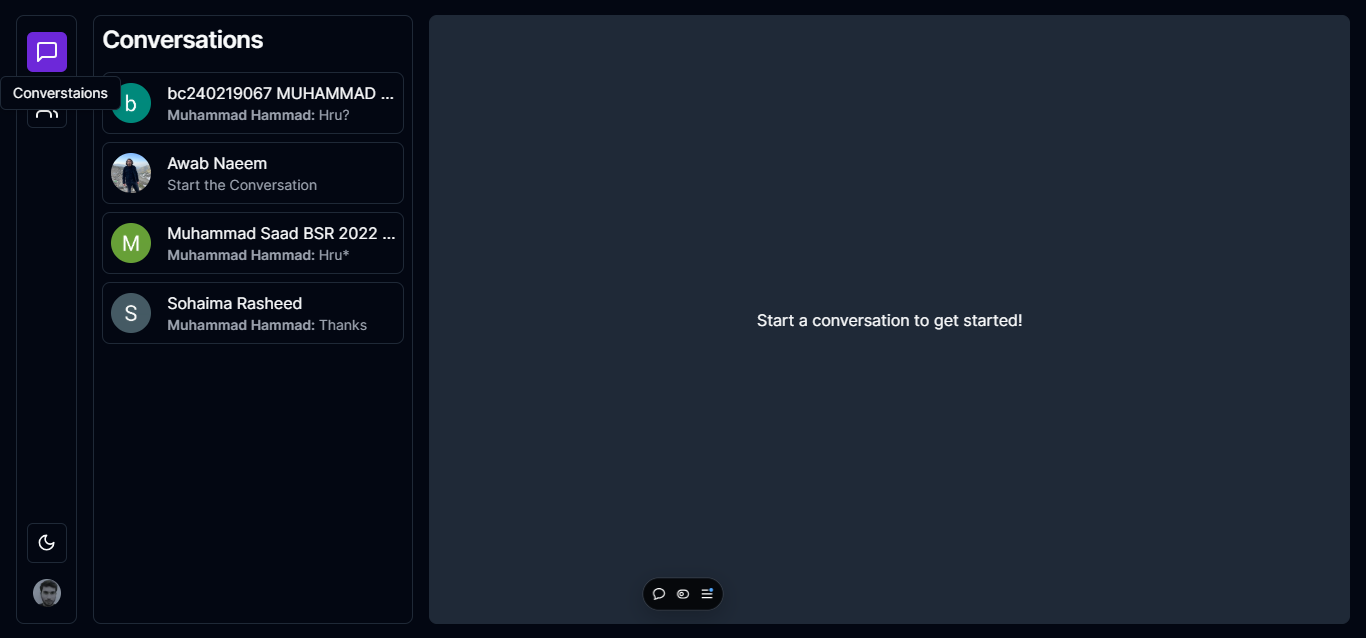 Conversations
Converstaions
b
bc240219067 MUHAMMAD ...
Muhammad Hammad: Hru?
Awab Naeem
Start the Conversation
M
Muhammad Saad BSR 2022 ...
Muhammad Hammad: Hru*
S
Sohaima Rasheed
Muhammad Hammad: Thanks
Start a conversation to get started!